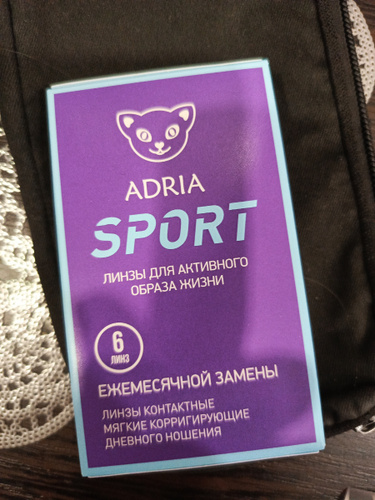 ADRIA
SPORT
ЛИНЗЫ ДЛЯ АКТИВНОГО
ОБРАЗА ЖИЗНИ
6
ЛИНЗ
ЕЖЕМЕСЯЧНОЙ ЗАМЕНЫ
ЛИНЗЫ КОНТАКТНЫЕ
МЯГКИЕ КОРРИГИРУЮЩИЕ
ДНЕВНОГО НОШЕНИЯ